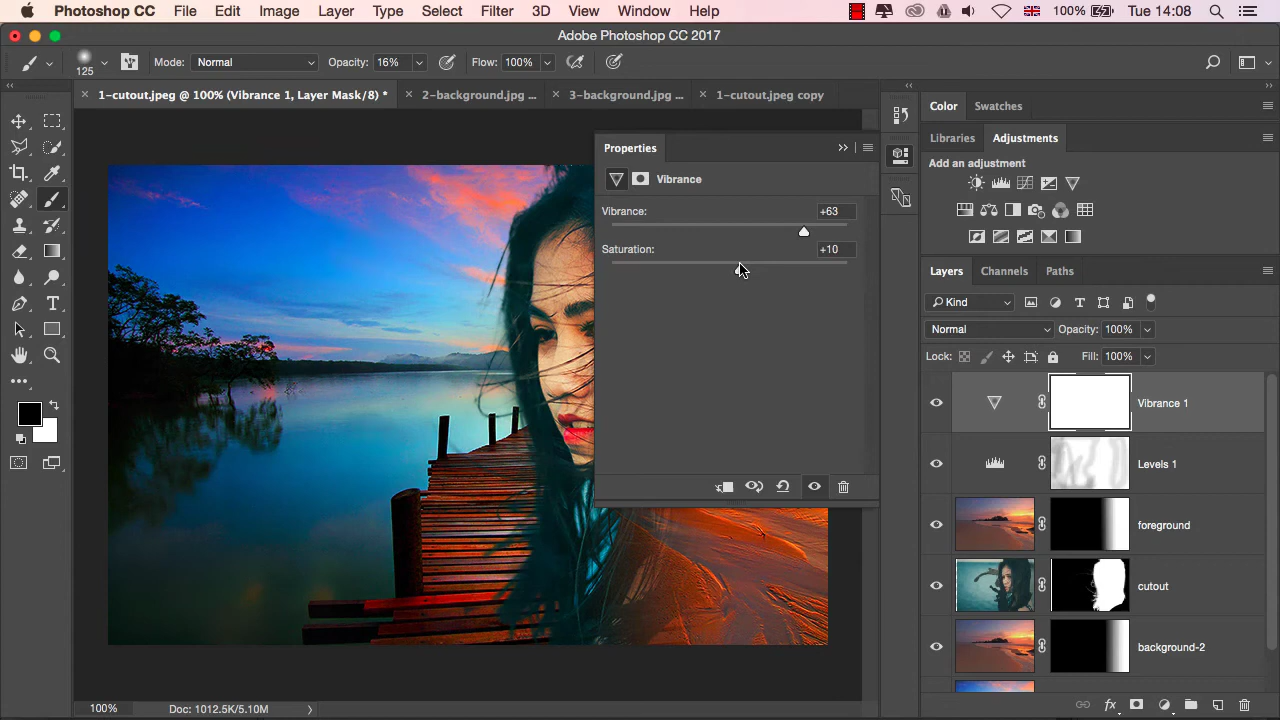 Photoshop CC File Edit Image Layer Type Select Filter 3D View Window Help 100% Tue 14:08
Adobe Photoshop CC 2017
125 Mode: Normal Opacity: 16% Flow: 100%
1-cutout.jpeg @ 100% (Vibrance 1, Layer Mask/8) * 2-background.jpg ... 3-background.jpg ... 1-cutout.jpeg copy
Color Swatches
Libraries Adjustments
Add an adjustment
Properties
Vibrance
Vibrance: +63
Saturation: +10
Layers Channels Paths
Kind
Normal Opacity: 100%
Lock: Fill: 100%
Vibrance 1
Levels 1
foreground
cutout
background-2
fx
100% Doc: 1012.5K/5.10M